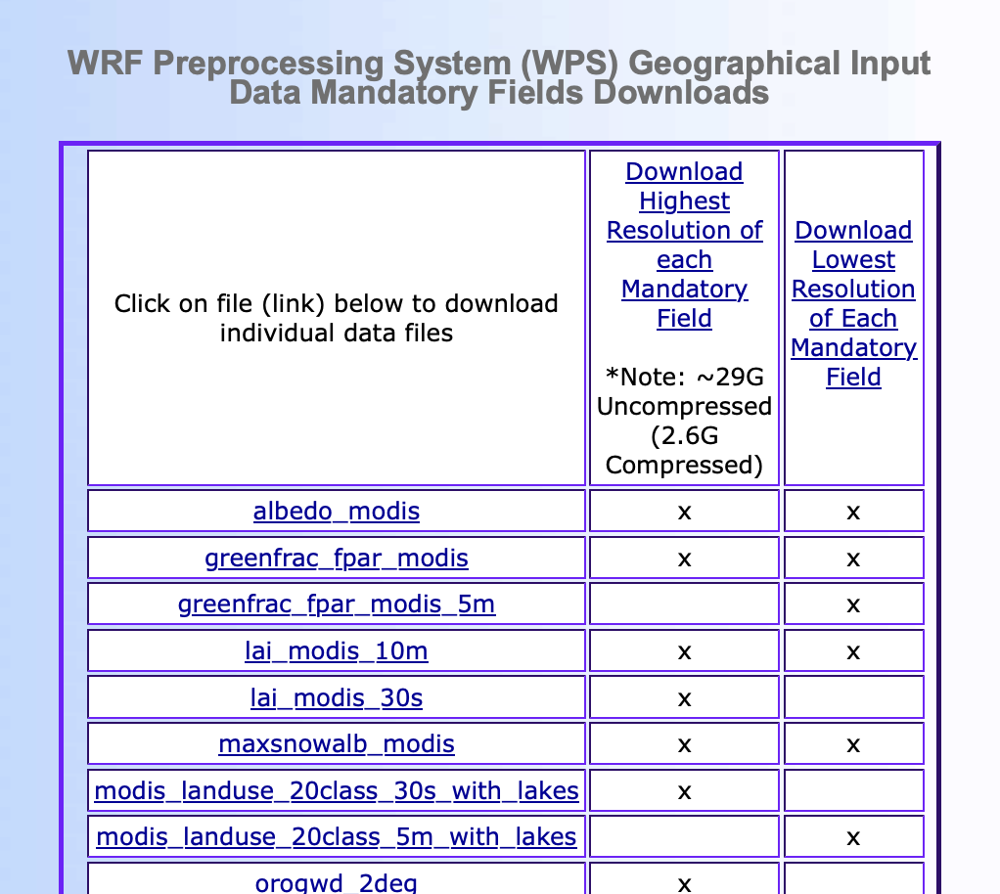 WRF Preprocessing System (WPS) Geographical Input
Data Mandatory Fields Downloads
Click on file (link) below to download
individual data files
Download
Highest
Resolution of
each
Mandatory
Field
*Note: ~29G
Uncompressed
(2.6G
Compressed)
Download
Lowest
Resolution
of Each
Mandatory
Field
albedo_modis x x
greenfrac_fpar_modis x x
greenfrac_fpar_modis_5m x
lai_modis_10m x x
lai_modis_30s x
maxsnowalb_modis x x
modis_landuse_20class_30s_with_lakes x
modis_landuse_20class_5m_with_lakes x
orogwd_2deg x